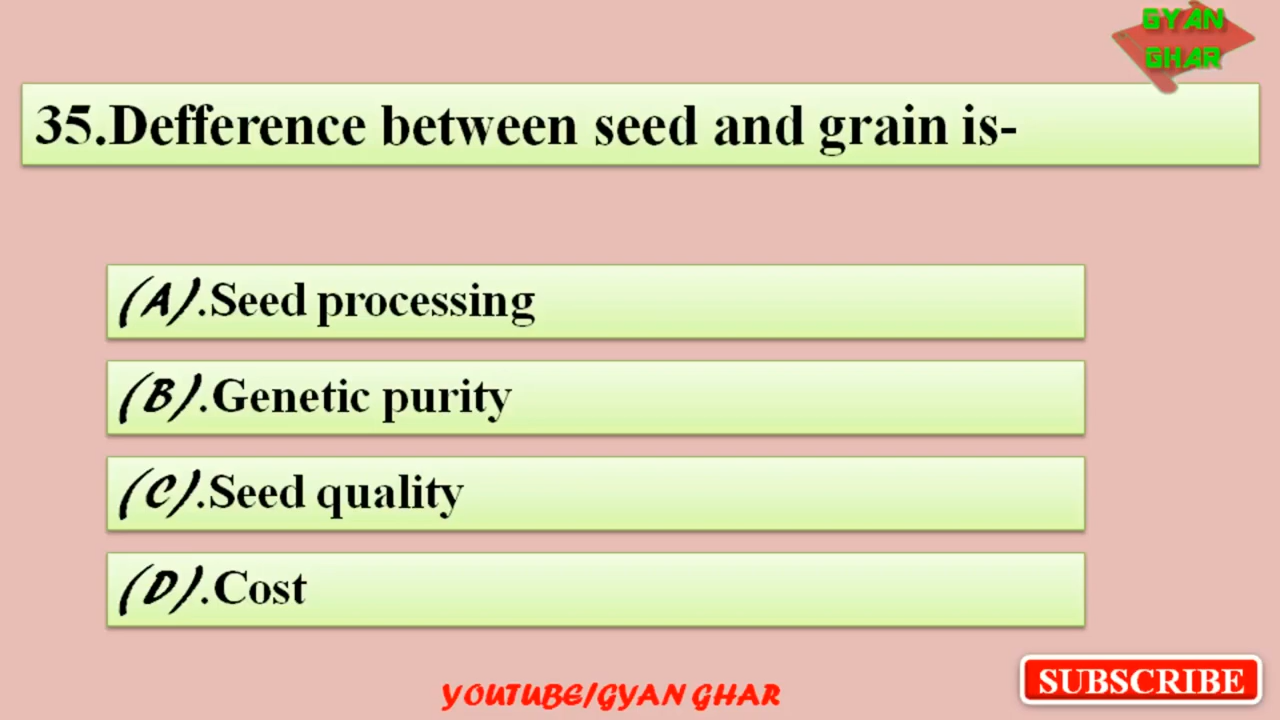 GYAN
GHAR
35.Defference between seed and grain is-
(A).Seed processing
(B).Genetic purity
(C).Seed quality
(D).Cost
YOUTUBE/GYAN GHAR
SUBSCRIBE